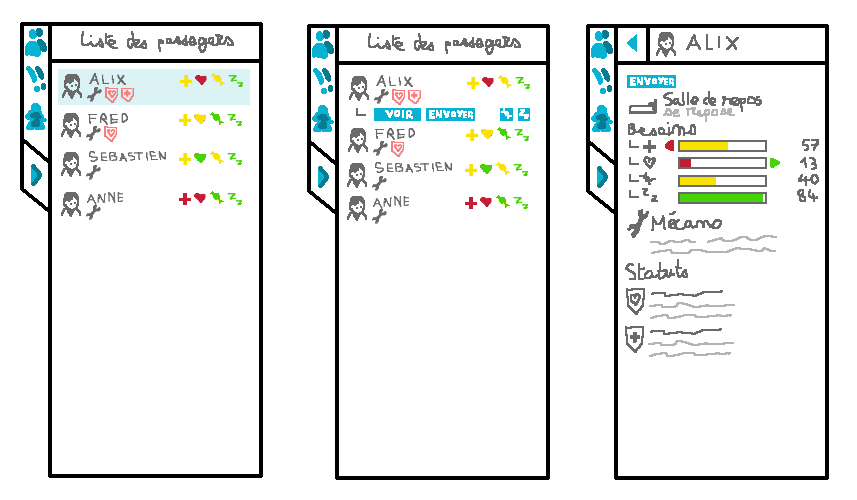 Liste des passagers
ALIX
FRED
SEBASTIEN
ANNE
Liste des passagers
ALIX
VOIR ENVOYER
FRED
SEBASTIEN
ANNE
ALIX
ENVOYER
Salle de repos
se repose
Besoins
57
13
40
84
Mécano
Statuts